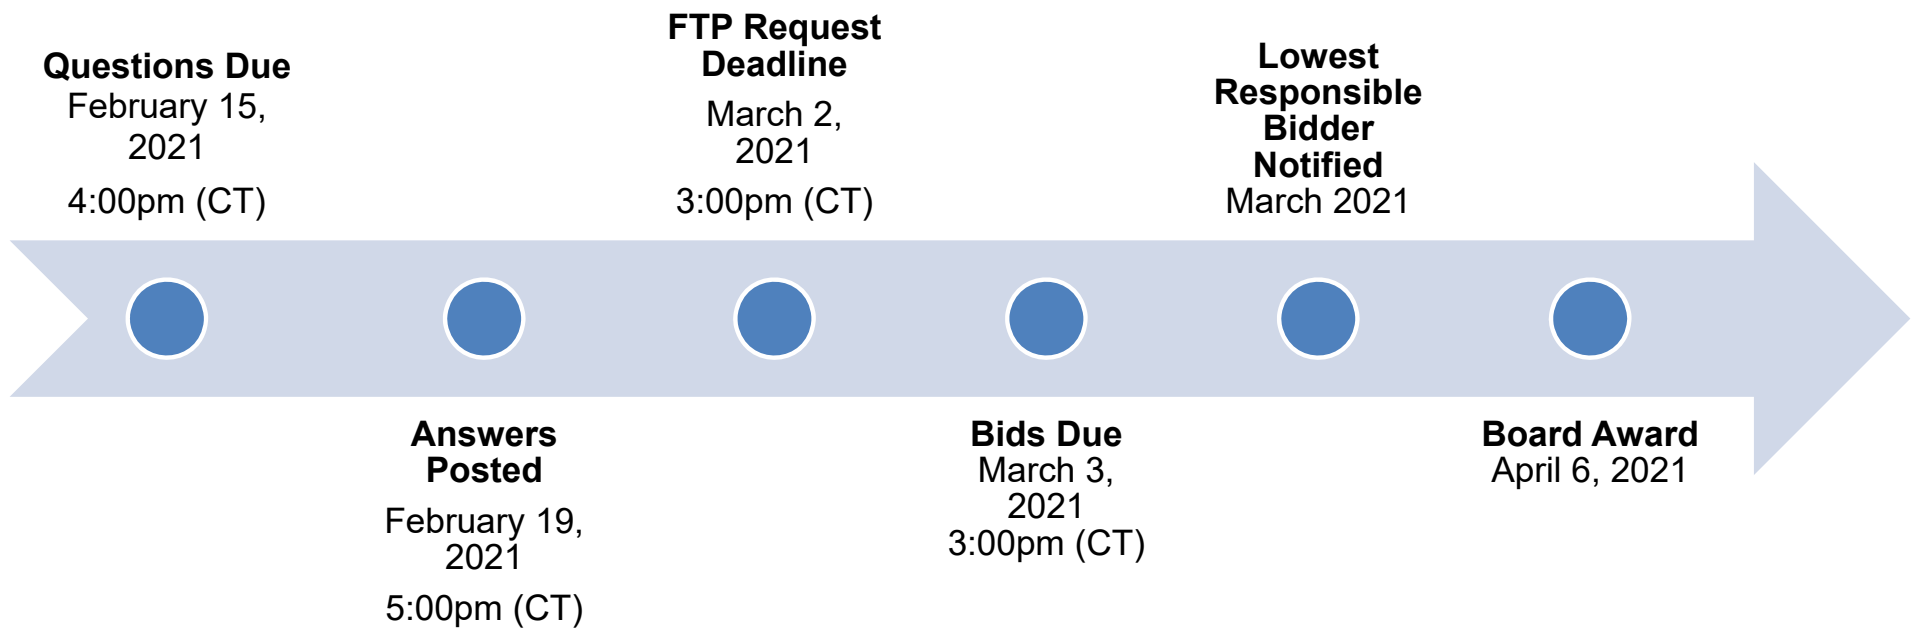 Questions Due
February 15,
2021
4:00pm (CT)
Answers
Posted
February 19,
2021
5:00pm (CT)
FTP Request
Deadline
March 2,
2021
3:00pm (CT)
Bids Due
March 3,
2021
3:00pm (CT)
Lowest
Responsible
Bidder
Notified
March 2021
Board Award
April 6, 2021